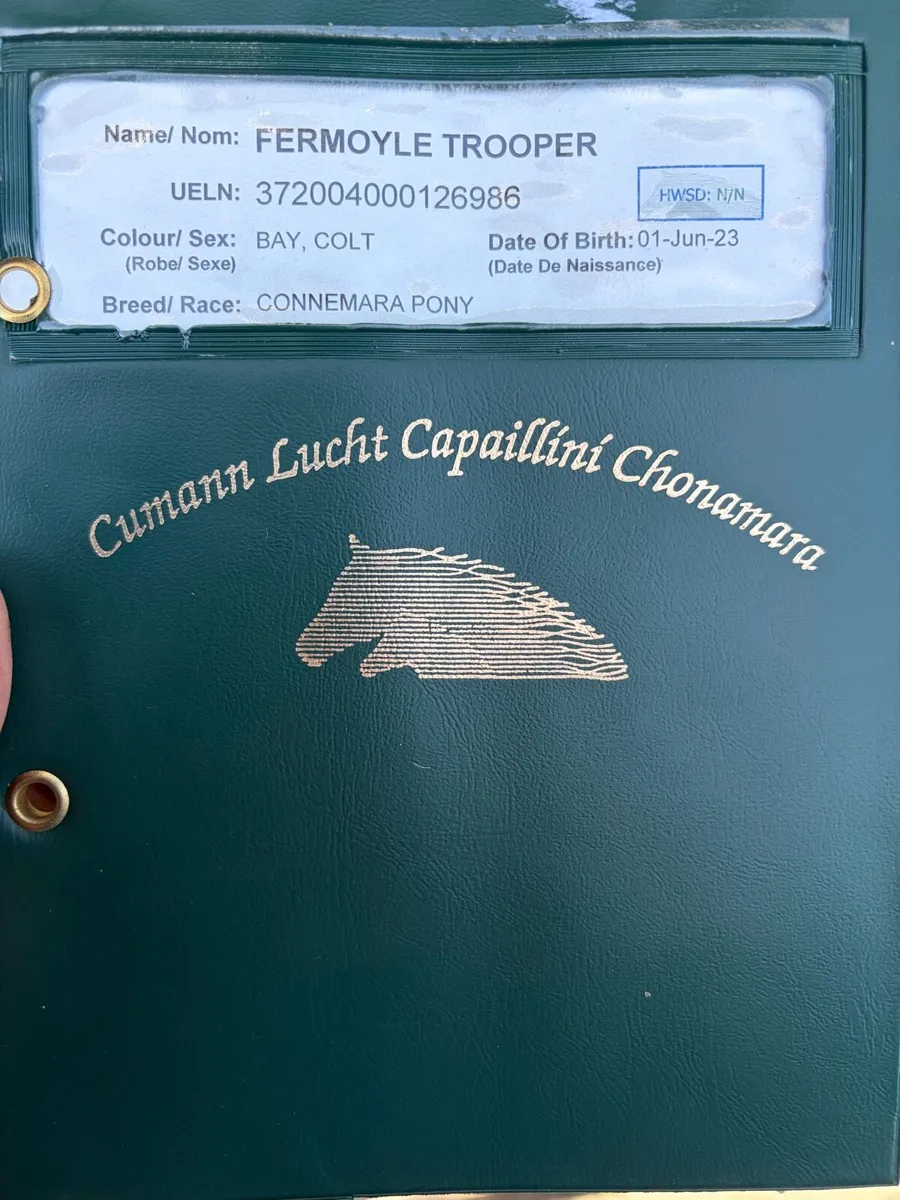 Name/ Nom: FERMOYLE TROOPER
UELN: 372004000126986
HWSD: N/N
Colour/ Sex: BAY, COLT Date Of Birth: 01-Jun-23
(Robe/ Sexe) (Date De Naissance)
Breed/ Race: CONNEMARA PONY
Cumann Lucht Capaillíní Chonamara